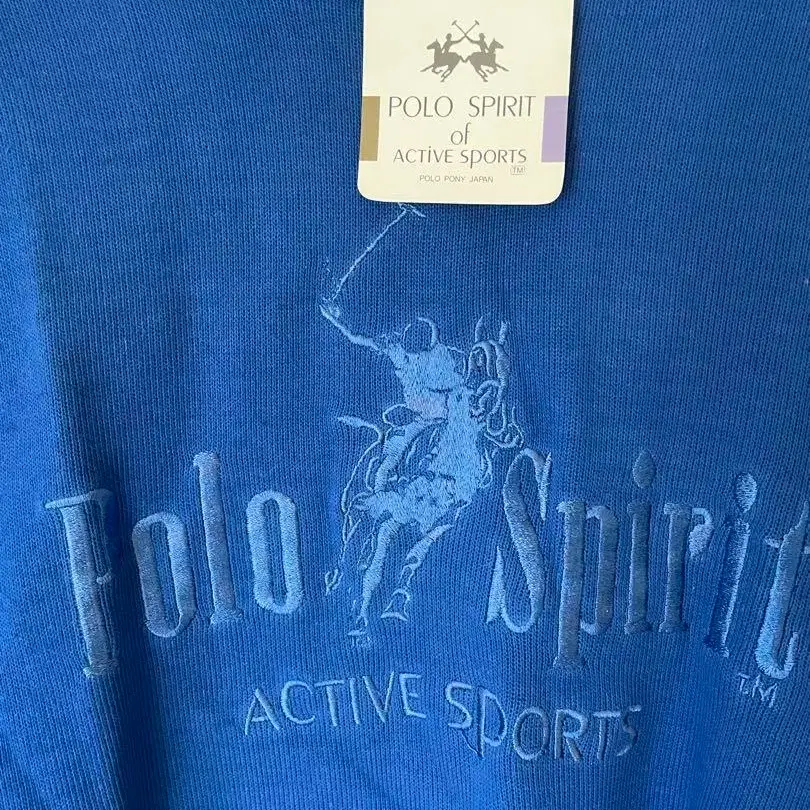 POLO SPIRIT
of
ACTIVE SPORTS
TM
POLO PONY JAPAN
Polo Spirit
TM
ACTIVE SPORTS